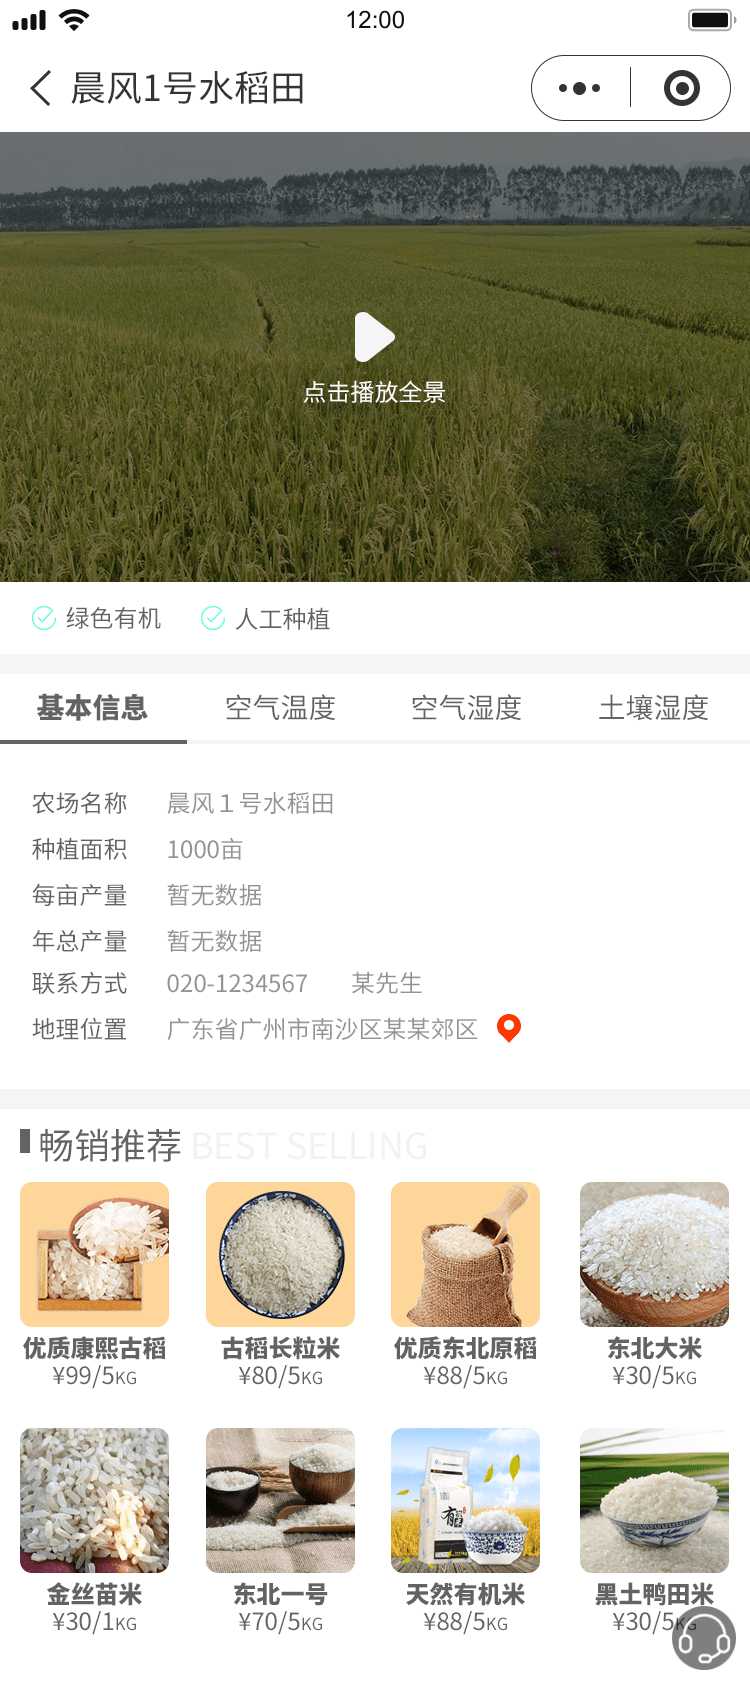 12:00
晨风1号水稻田
点击播放全景
绿色有机 人工种植
基本信息 空气温度 空气湿度 土壤湿度
农场名称 晨风１号水稻田
种植面积 1000亩
每亩产量 暂无数据
年总产量 暂无数据
联系方式 020-1234567 某先生
地理位置 广东省广州市南沙区某某郊区
畅销推荐 BEST SELLING
优质康熙古稻 古稻长粒米 优质东北原稻 东北大米
¥99/5KG ¥80/5KG ¥88/5KG ¥30/5KG
有
金丝苗米 东北一号 天然有机米 黑土鸭田米
¥30/1KG ¥70/5KG ¥88/5KG ¥30/5KG